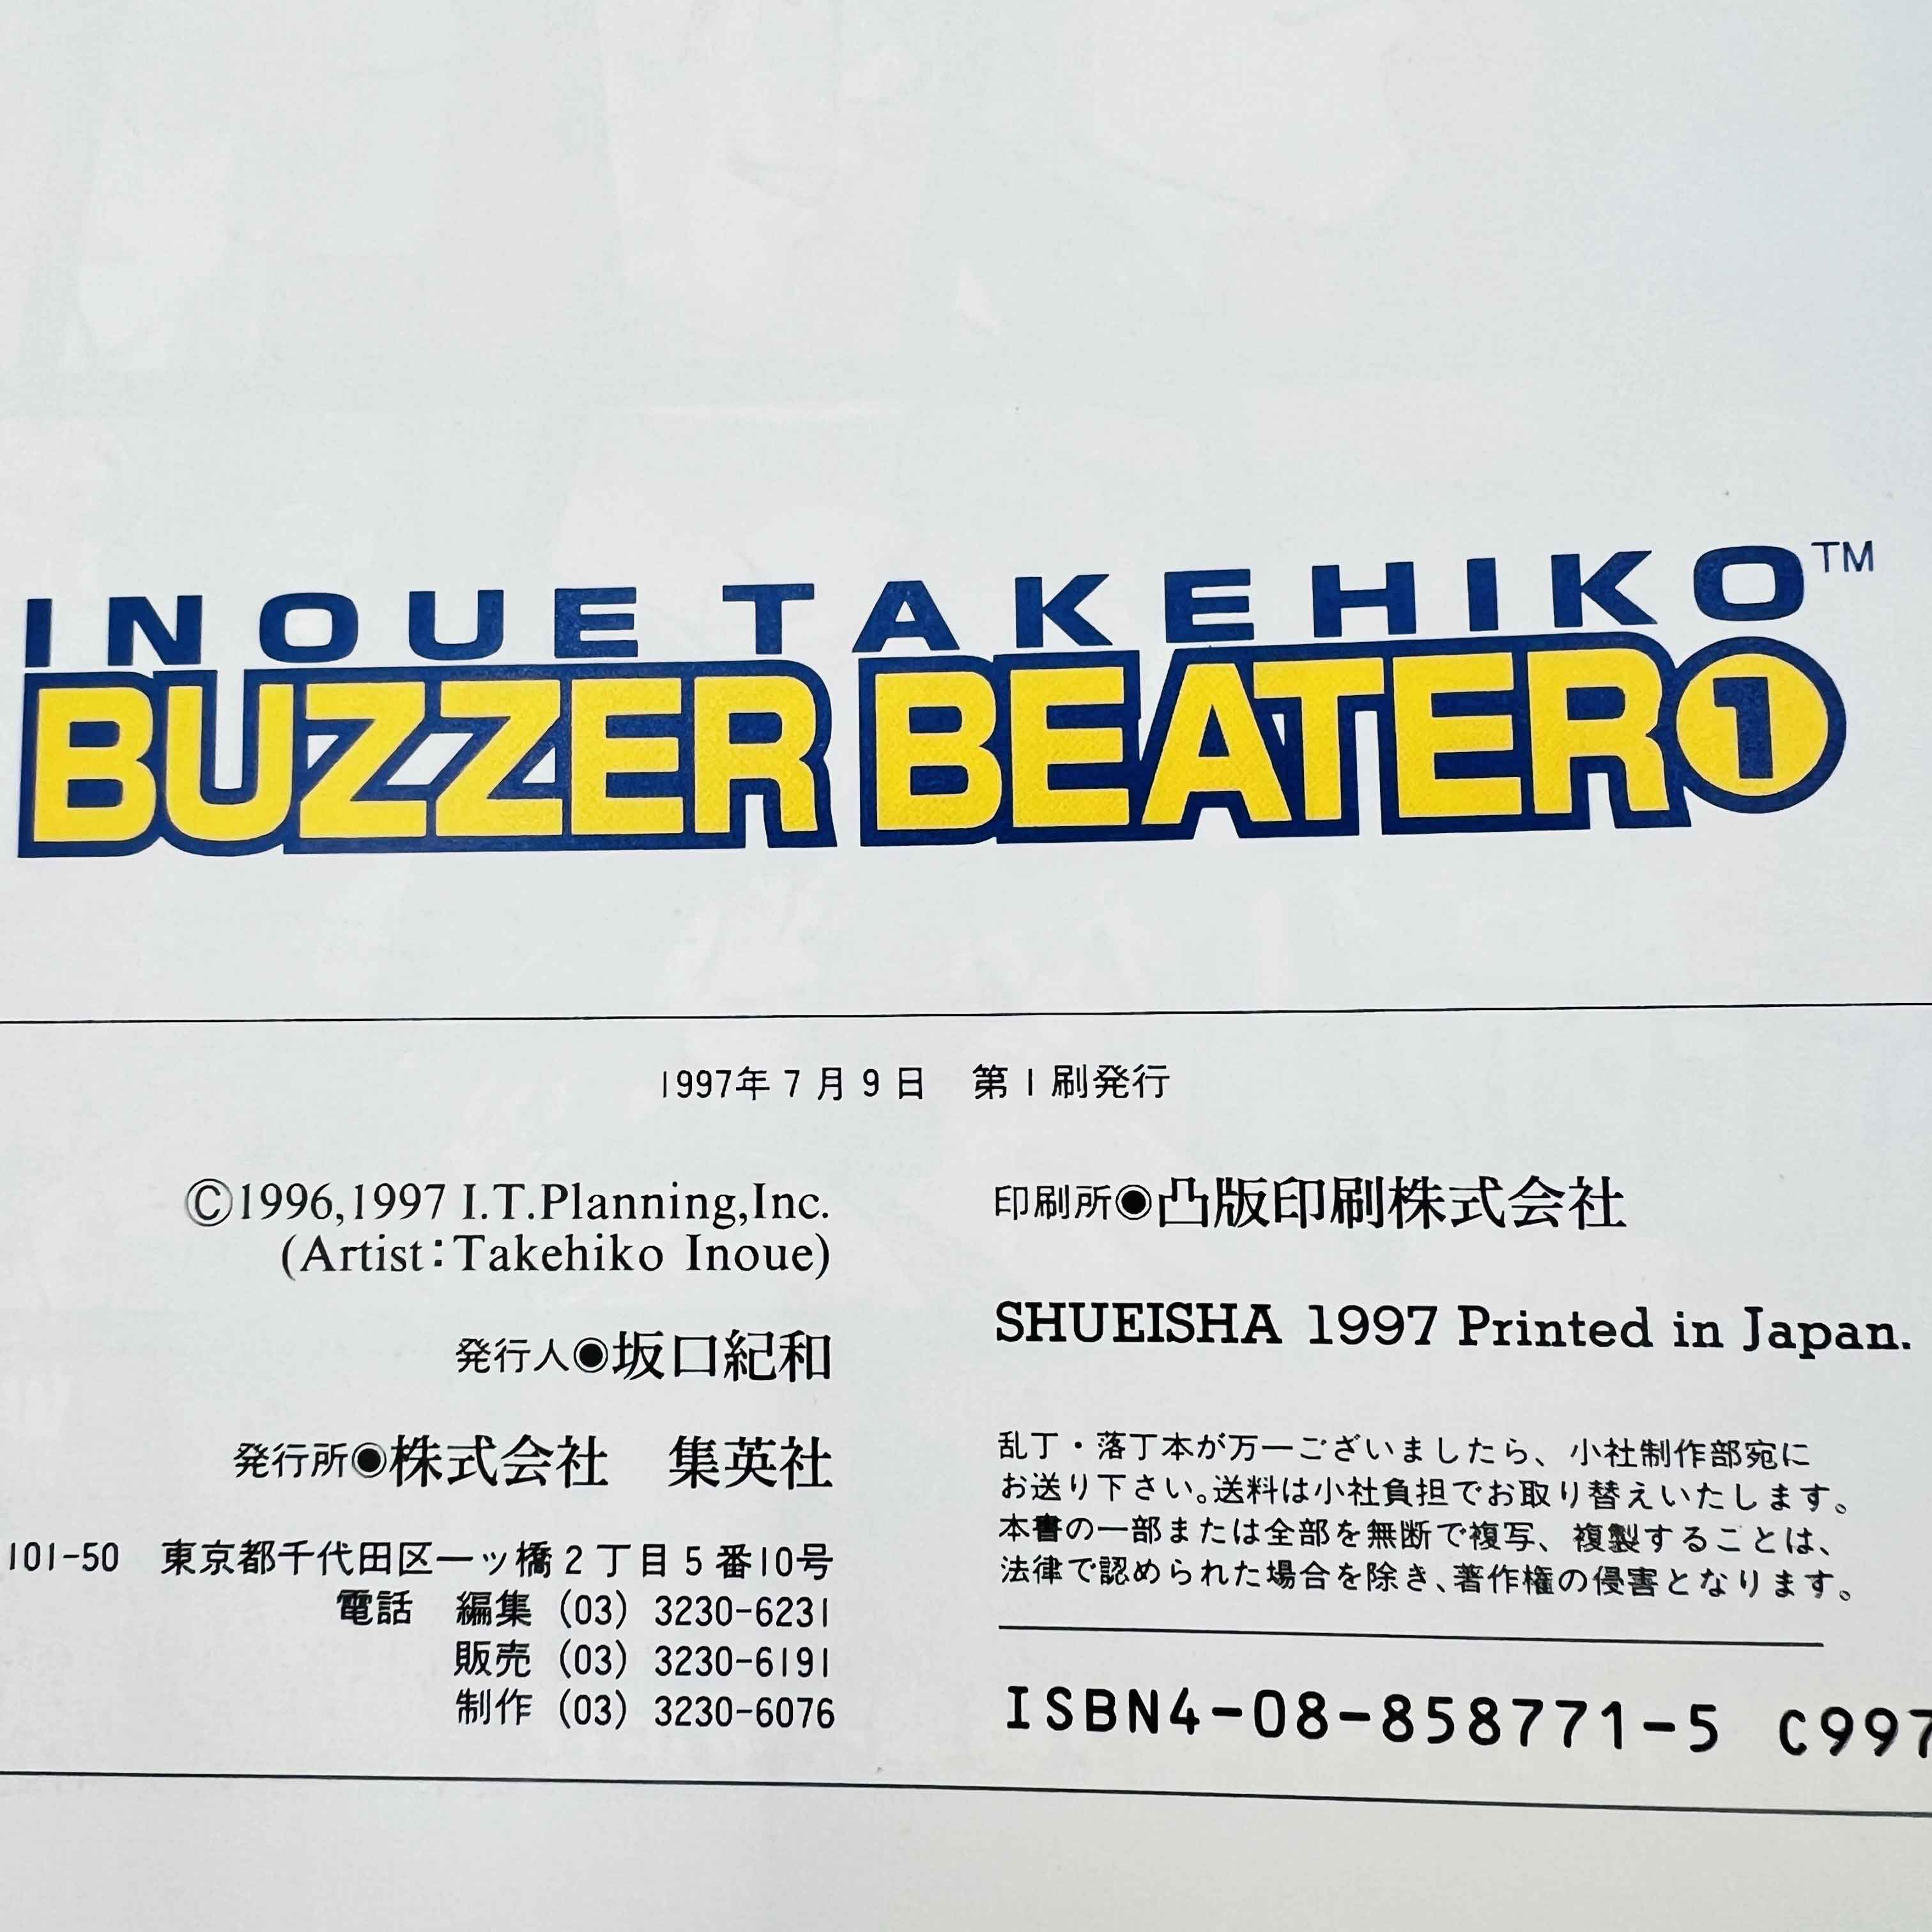 INOUE TAKEHIKO™
BUZZER BEATER①
1997年7月9日　第1刷発行
©1996,1997 I.T.Planning,Inc.
(Artist:Takehiko Inoue)
発行人◉坂口紀和
発行所◉株式会社　集英社
101-50　東京都千代田区一ッ橋2丁目5番10号
電話　編集 (03) 3230-6231
販売 (03) 3230-6191
制作 (03) 3230-6076
印刷所◉凸版印刷株式会社
SHUEISHA 1997 Printed in Japan.
乱丁・落丁本が万一ございましたら、小社制作部宛に
お送り下さい。送料は小社負担でお取り替えいたします。
本書の一部または全部を無断で複写、複製することは、
法律で認められた場合を除き、著作権の侵害となります。
ISBN4-08-858771-5 C997